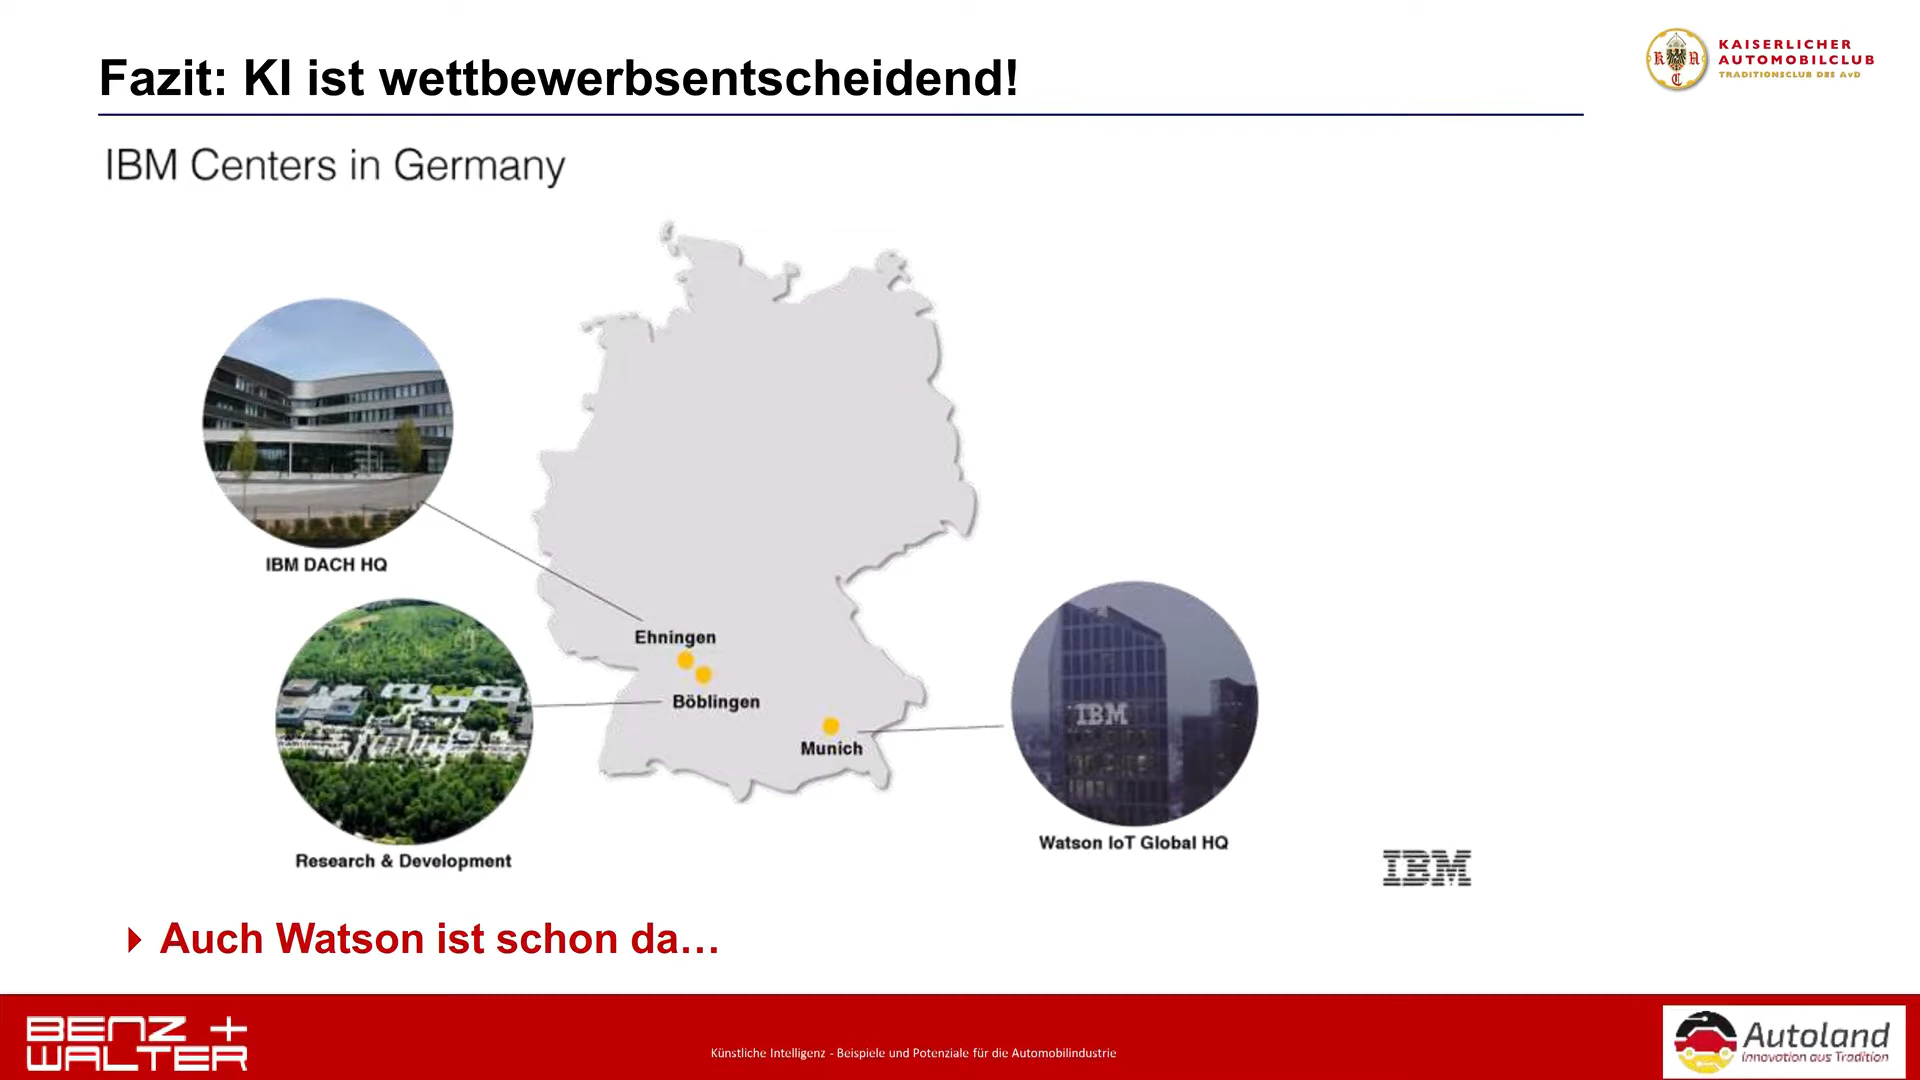 Fazit: KI ist wettbewerbsentscheidend!
KAISERLICHER
AUTOMOBILCLUB
TRADITIONSCLUB DES AvD
K A
C
IBM Centers in Germany
IBM DACH HQ
Ehningen
Böblingen
Munich
IBM
Research & Development
Watson IoT Global HQ
IBM
Auch Watson ist schon da…
BENZ +
WALTER
Künstliche Intelligenz - Beispiele und Potenziale für die Automobilindustrie
Autoland
Innovation aus Tradition